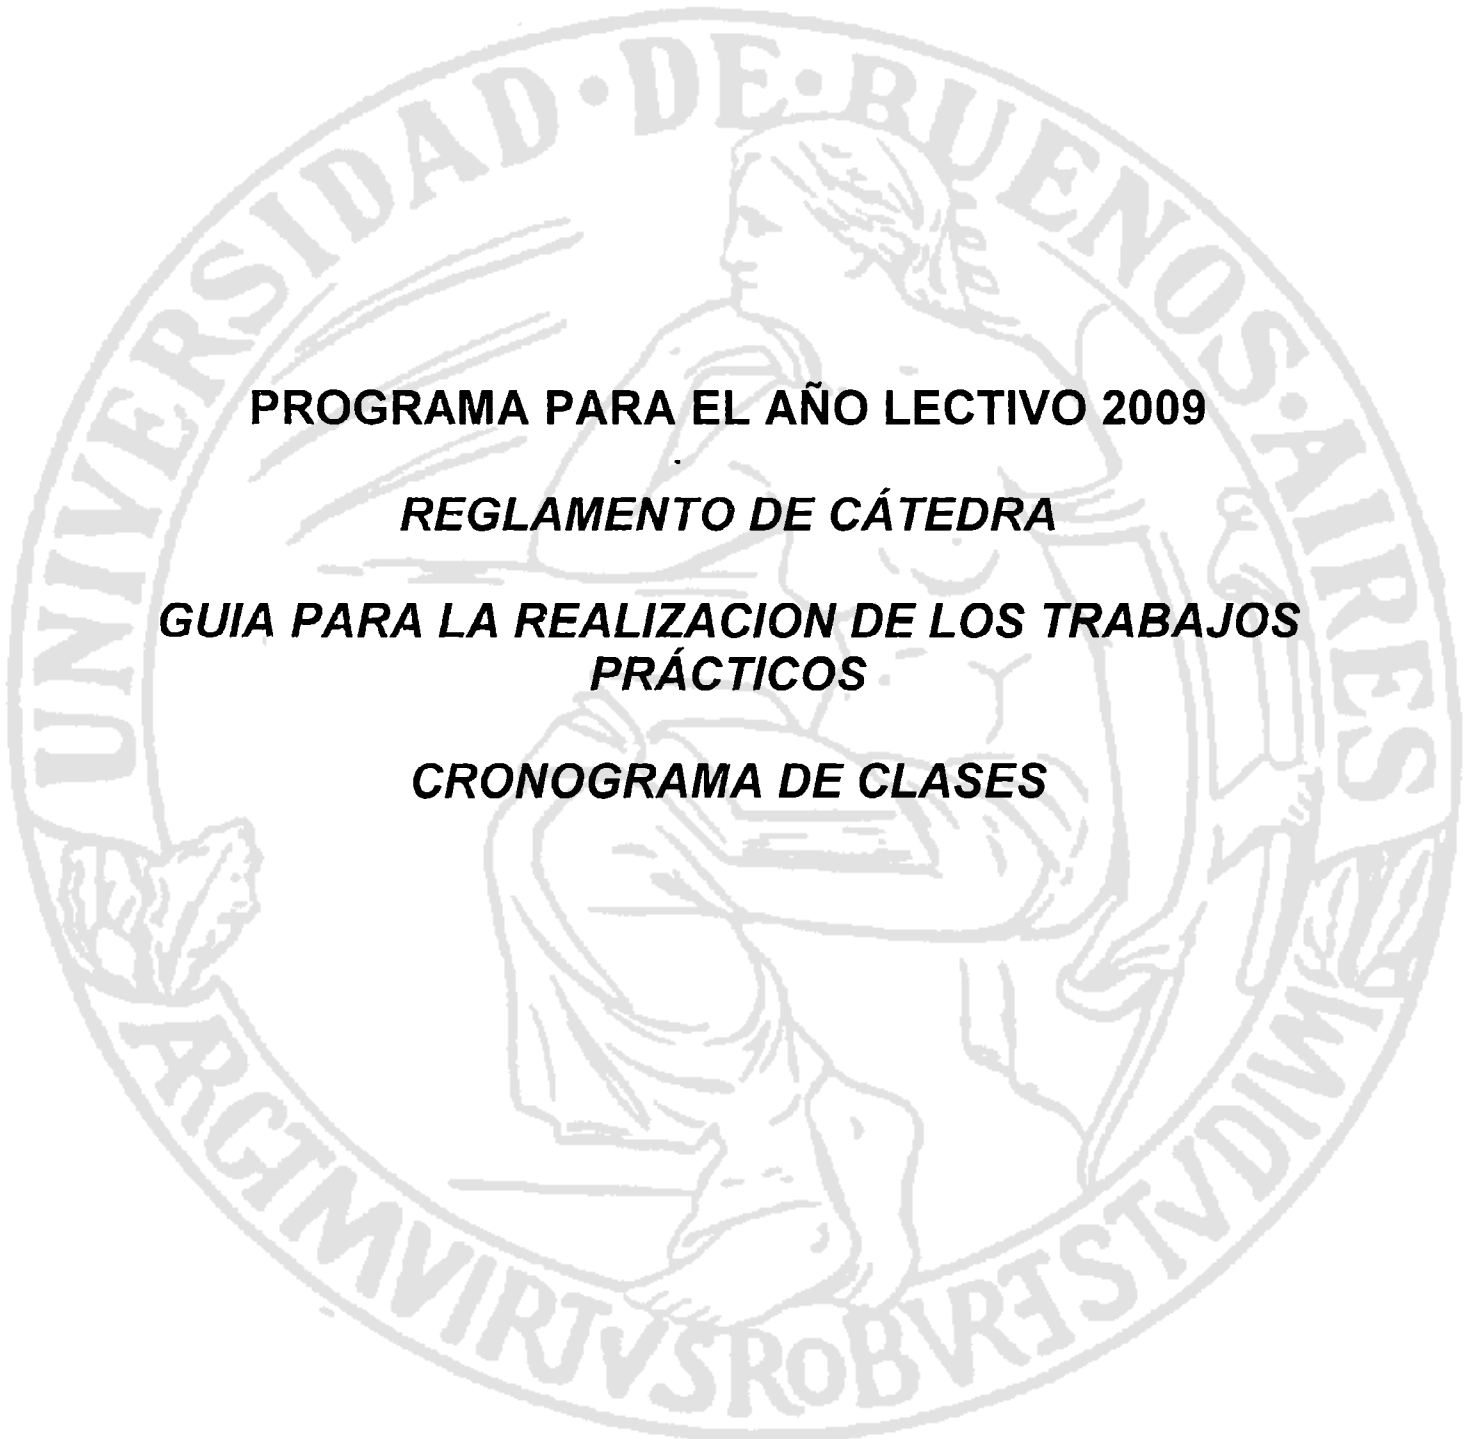 UNIVERSIDAD·DE·BUENOS·AIRES
PROGRAMA PARA EL AÑO LECTIVO 2009
REGLAMENTO DE CÁTEDRA
GUIA PARA LA REALIZACION DE LOS TRABAJOS
PRÁCTICOS
CRONOGRAMA DE CLASES
ARGTMVIRTVSROBVRETSTVDIVM